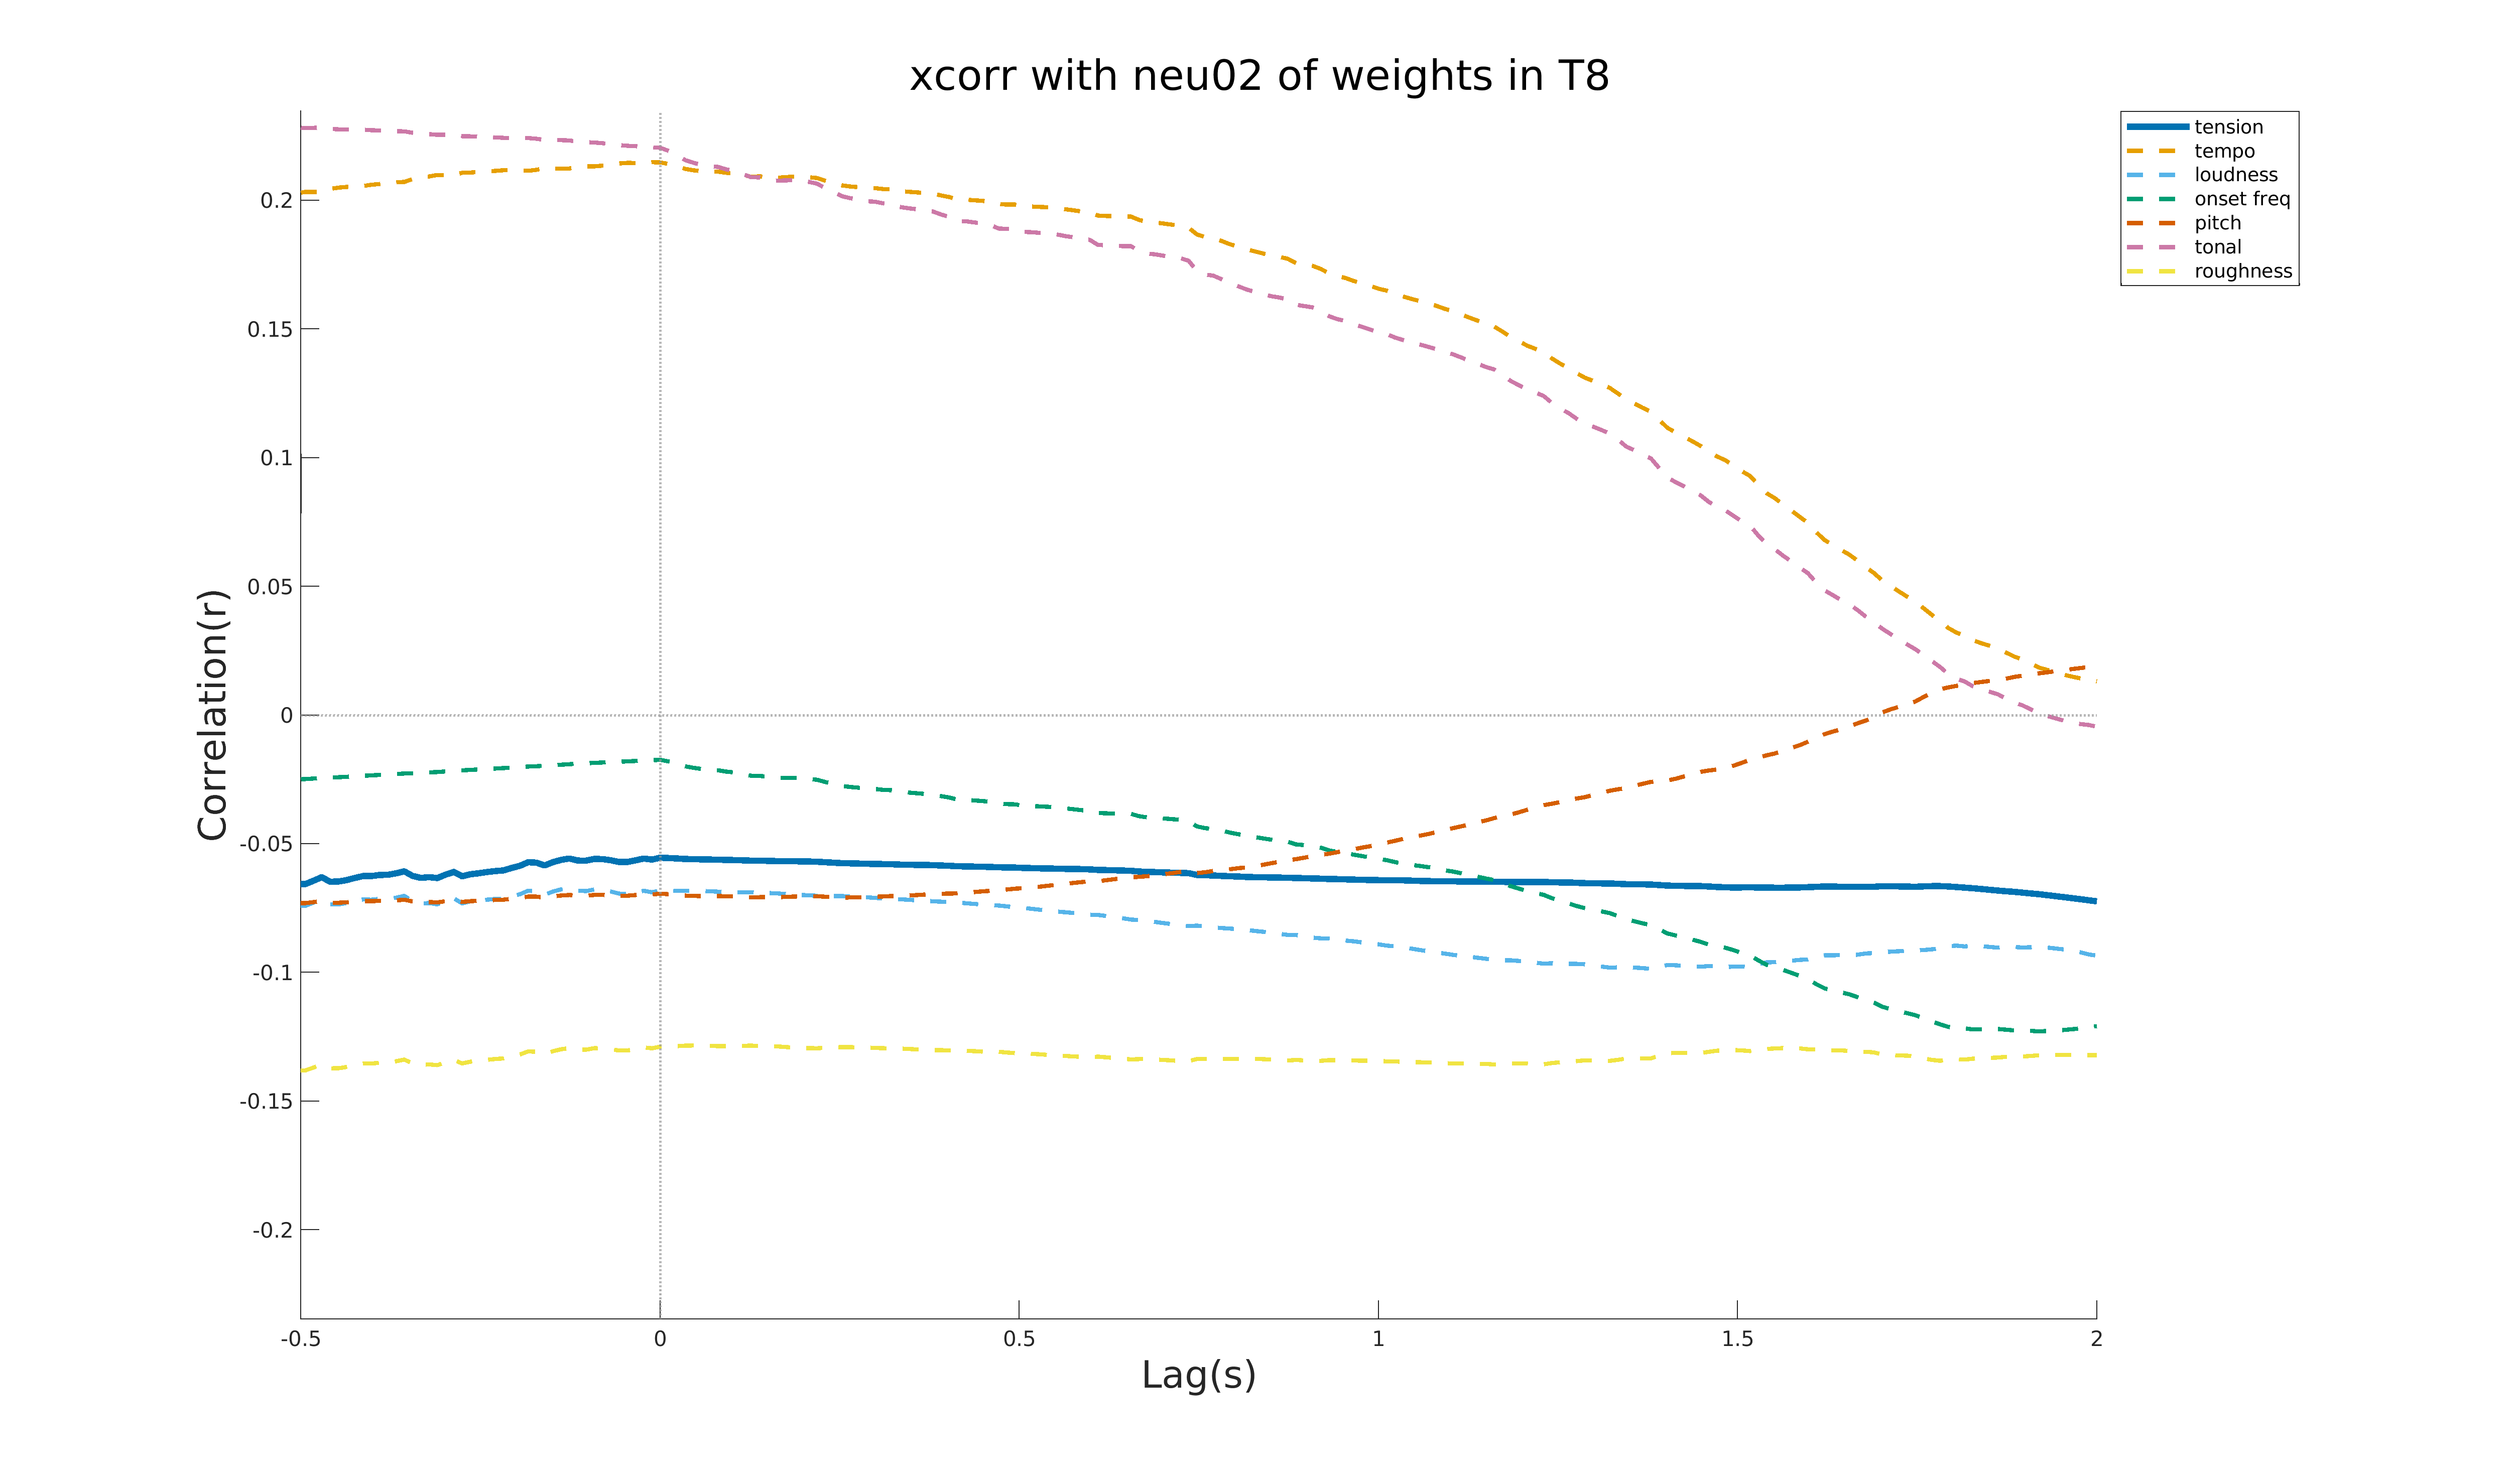 xcorr with neu02 of weights in T8
tension
tempo
loudness
onset freq
pitch
tonal
roughness
0.2
0.15
0.1
0.05
0
-0.05
-0.1
-0.15
-0.2
Correlation(r)
-0.5
0
0.5
1
1.5
2
Lag(s)